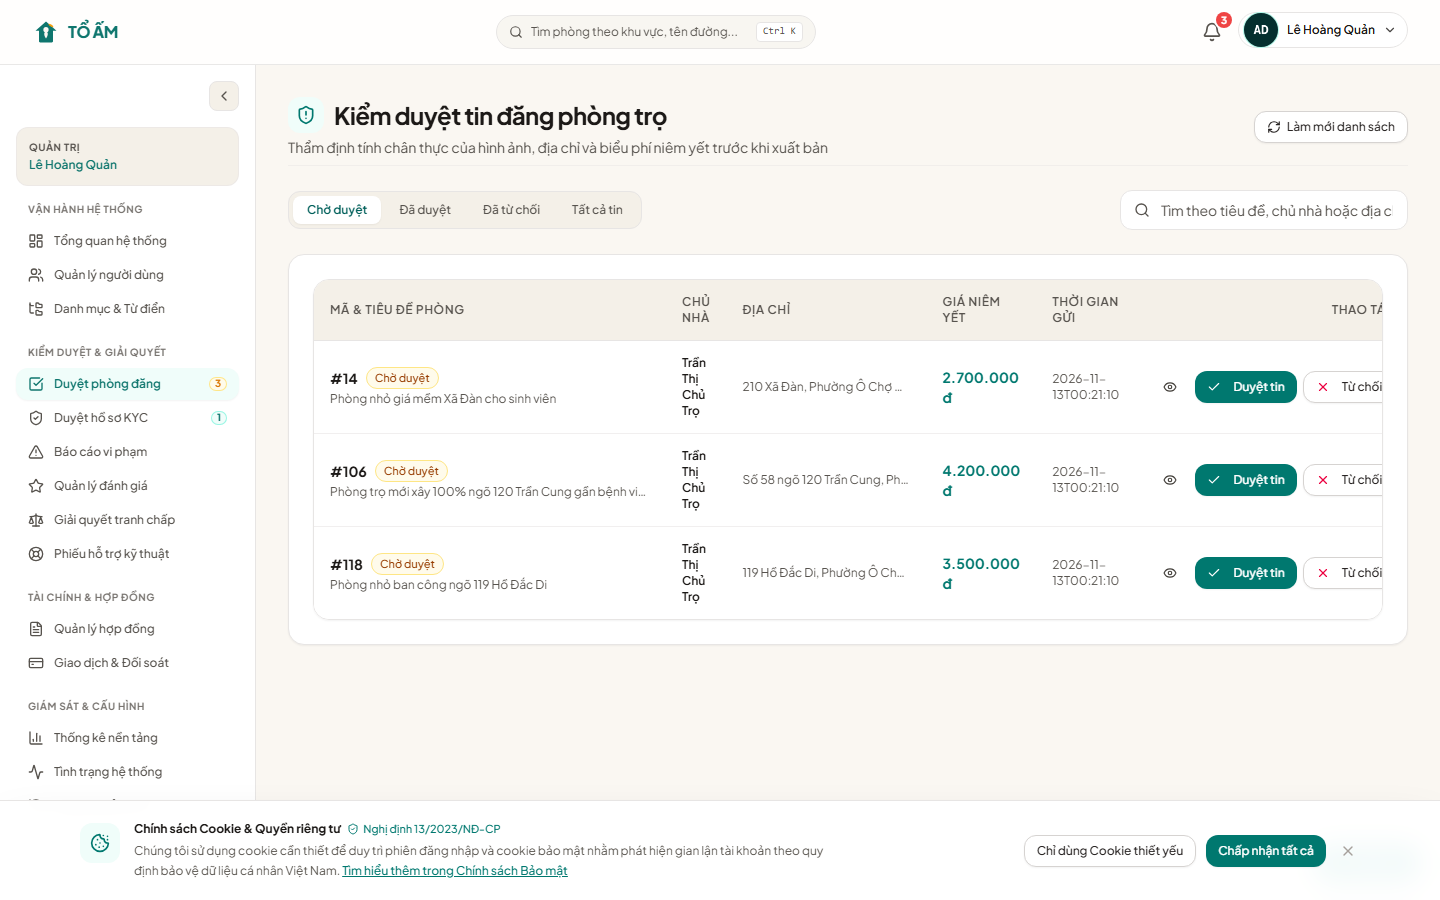 TỔ ẤM
Tìm phòng theo khu vực, tên đường...
Ctrl K
3
AD
Lê Hoàng Quản
QUẢN TRỊ
Lê Hoàng Quản
VẬN HÀNH HỆ THỐNG
Tổng quan hệ thống
Quản lý người dùng
Danh mục & Từ điển
KIỂM DUYỆT & GIẢI QUYẾT
Duyệt phòng đăng
3
Duyệt hồ sơ KYC
1
Báo cáo vi phạm
Quản lý đánh giá
Giải quyết tranh chấp
Phiếu hỗ trợ kỹ thuật
TÀI CHÍNH & HỢP ĐỒNG
Quản lý hợp đồng
Giao dịch & Đối soát
GIÁM SÁT & CẤU HÌNH
Thống kê nền tảng
Tình trạng hệ thống
Kiểm duyệt tin đăng phòng trọ
Thẩm định tính chân thực của hình ảnh, địa chỉ và biểu phí niêm yết trước khi xuất bản
Làm mới danh sách
Chờ duyệt
Đã duyệt
Đã từ chối
Tất cả tin
Tìm theo tiêu đề, chủ nhà hoặc địa c
MÃ & TIÊU ĐỀ PHÒNG
CHỦ
NHÀ
ĐỊA CHỈ
GIÁ NIÊM
YẾT
THỜI GIAN
GỬI
THAO TÁ
#14
Chờ duyệt
Phòng nhỏ giá mềm Xã Đàn cho sinh viên
Trần
Thị
Chủ
Trọ
210 Xã Đàn, Phường Ô Chợ ...
2.700.000
đ
2026-11-
13T00:21:10
Duyệt tin
Từ chối
#106
Chờ duyệt
Phòng trọ mới xây 100% ngõ 120 Trần Cung gần bệnh vi...
Trần
Thị
Chủ
Trọ
Số 58 ngõ 120 Trần Cung, Ph...
4.200.000
đ
2026-11-
13T00:21:10
Duyệt tin
Từ chối
#118
Chờ duyệt
Phòng nhỏ ban công ngõ 119 Hồ Đắc Di
Trần
Thị
Chủ
Trọ
119 Hồ Đắc Di, Phường Ô Ch...
3.500.000
đ
2026-11-
13T00:21:10
Duyệt tin
Từ chối
Chính sách Cookie & Quyền riêng tư
Nghị định 13/2023/NĐ-CP
Chúng tôi sử dụng cookie cần thiết để duy trì phiên đăng nhập và cookie bảo mật nhằm phát hiện gian lận tài khoản theo quy
định bảo vệ dữ liệu cá nhân Việt Nam. Tìm hiểu thêm trong Chính sách Bảo mật
Chỉ dùng Cookie thiết yếu
Chấp nhận tất cả